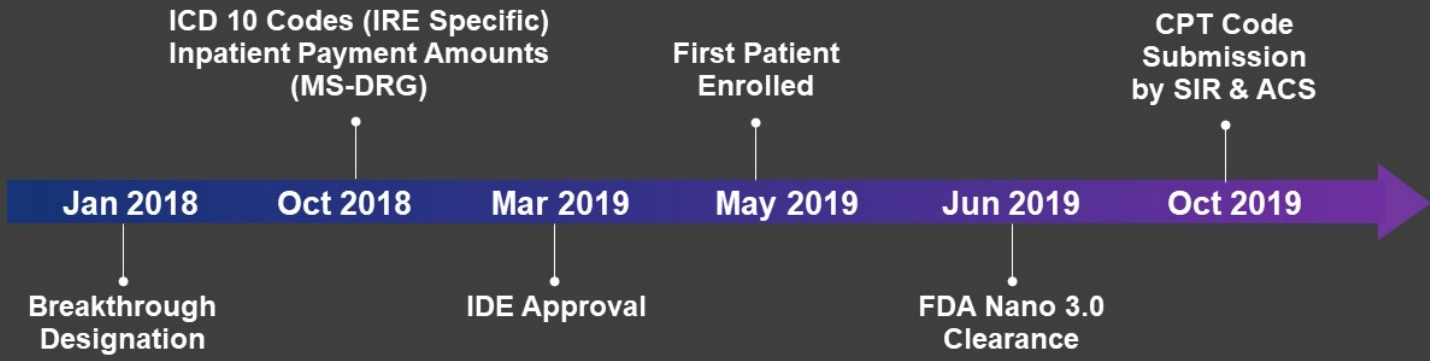 ICD 10 Codes (IRE Specific)
Inpatient Payment Amounts
(MS-DRG)
First Patient
Enrolled
CPT Code
Submission
by SIR & ACS
Jan 2018
Oct 2018
Mar 2019
May 2019
Jun 2019
Oct 2019
Breakthrough
Designation
IDE Approval
FDA Nano 3.0
Clearance